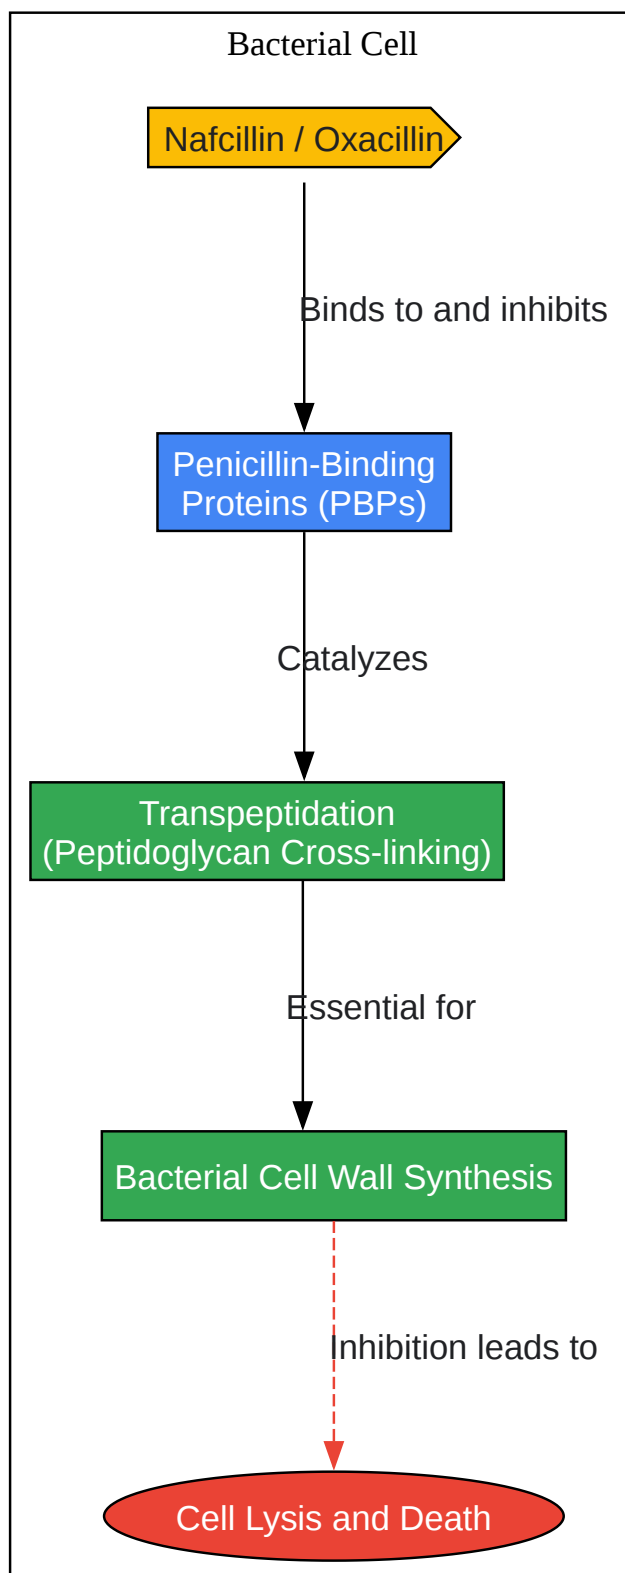 Bacterial Cell
Nafcillin / Oxacillin
Binds to and inhibits
Penicillin-Binding
Proteins (PBPs)
Catalyzes
Transpeptidation
(Peptidoglycan Cross-linking)
Essential for
Bacterial Cell Wall Synthesis
Inhibition leads to
Cell Lysis and Death